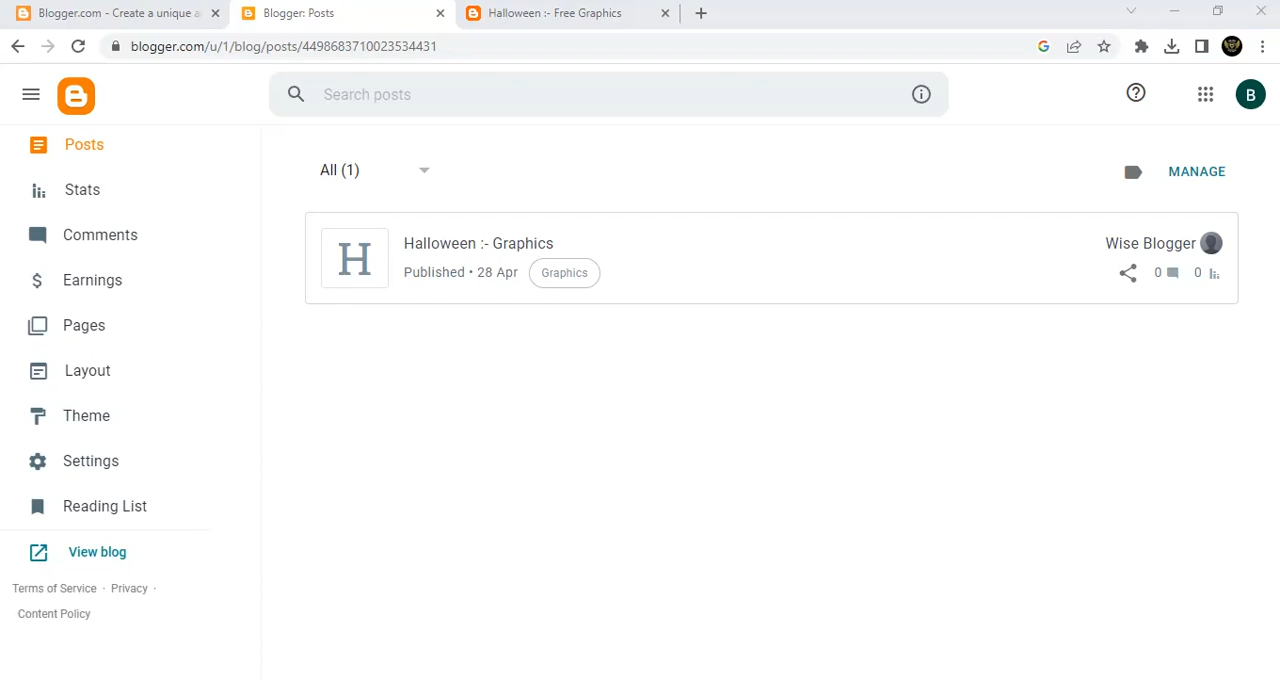 Blogger.com - Create a unique a
Blogger: Posts
Halloween :- Free Graphics
blogger.com/u/1/blog/posts/4498683710023534431
Search posts
B
Posts
Stats
Comments
Earnings
Pages
Layout
Theme
Settings
Reading List
View blog
Terms of Service · Privacy ·
Content Policy
All (1)
MANAGE
H
Halloween :- Graphics
Published • 28 Apr
Graphics
Wise Blogger
0 0